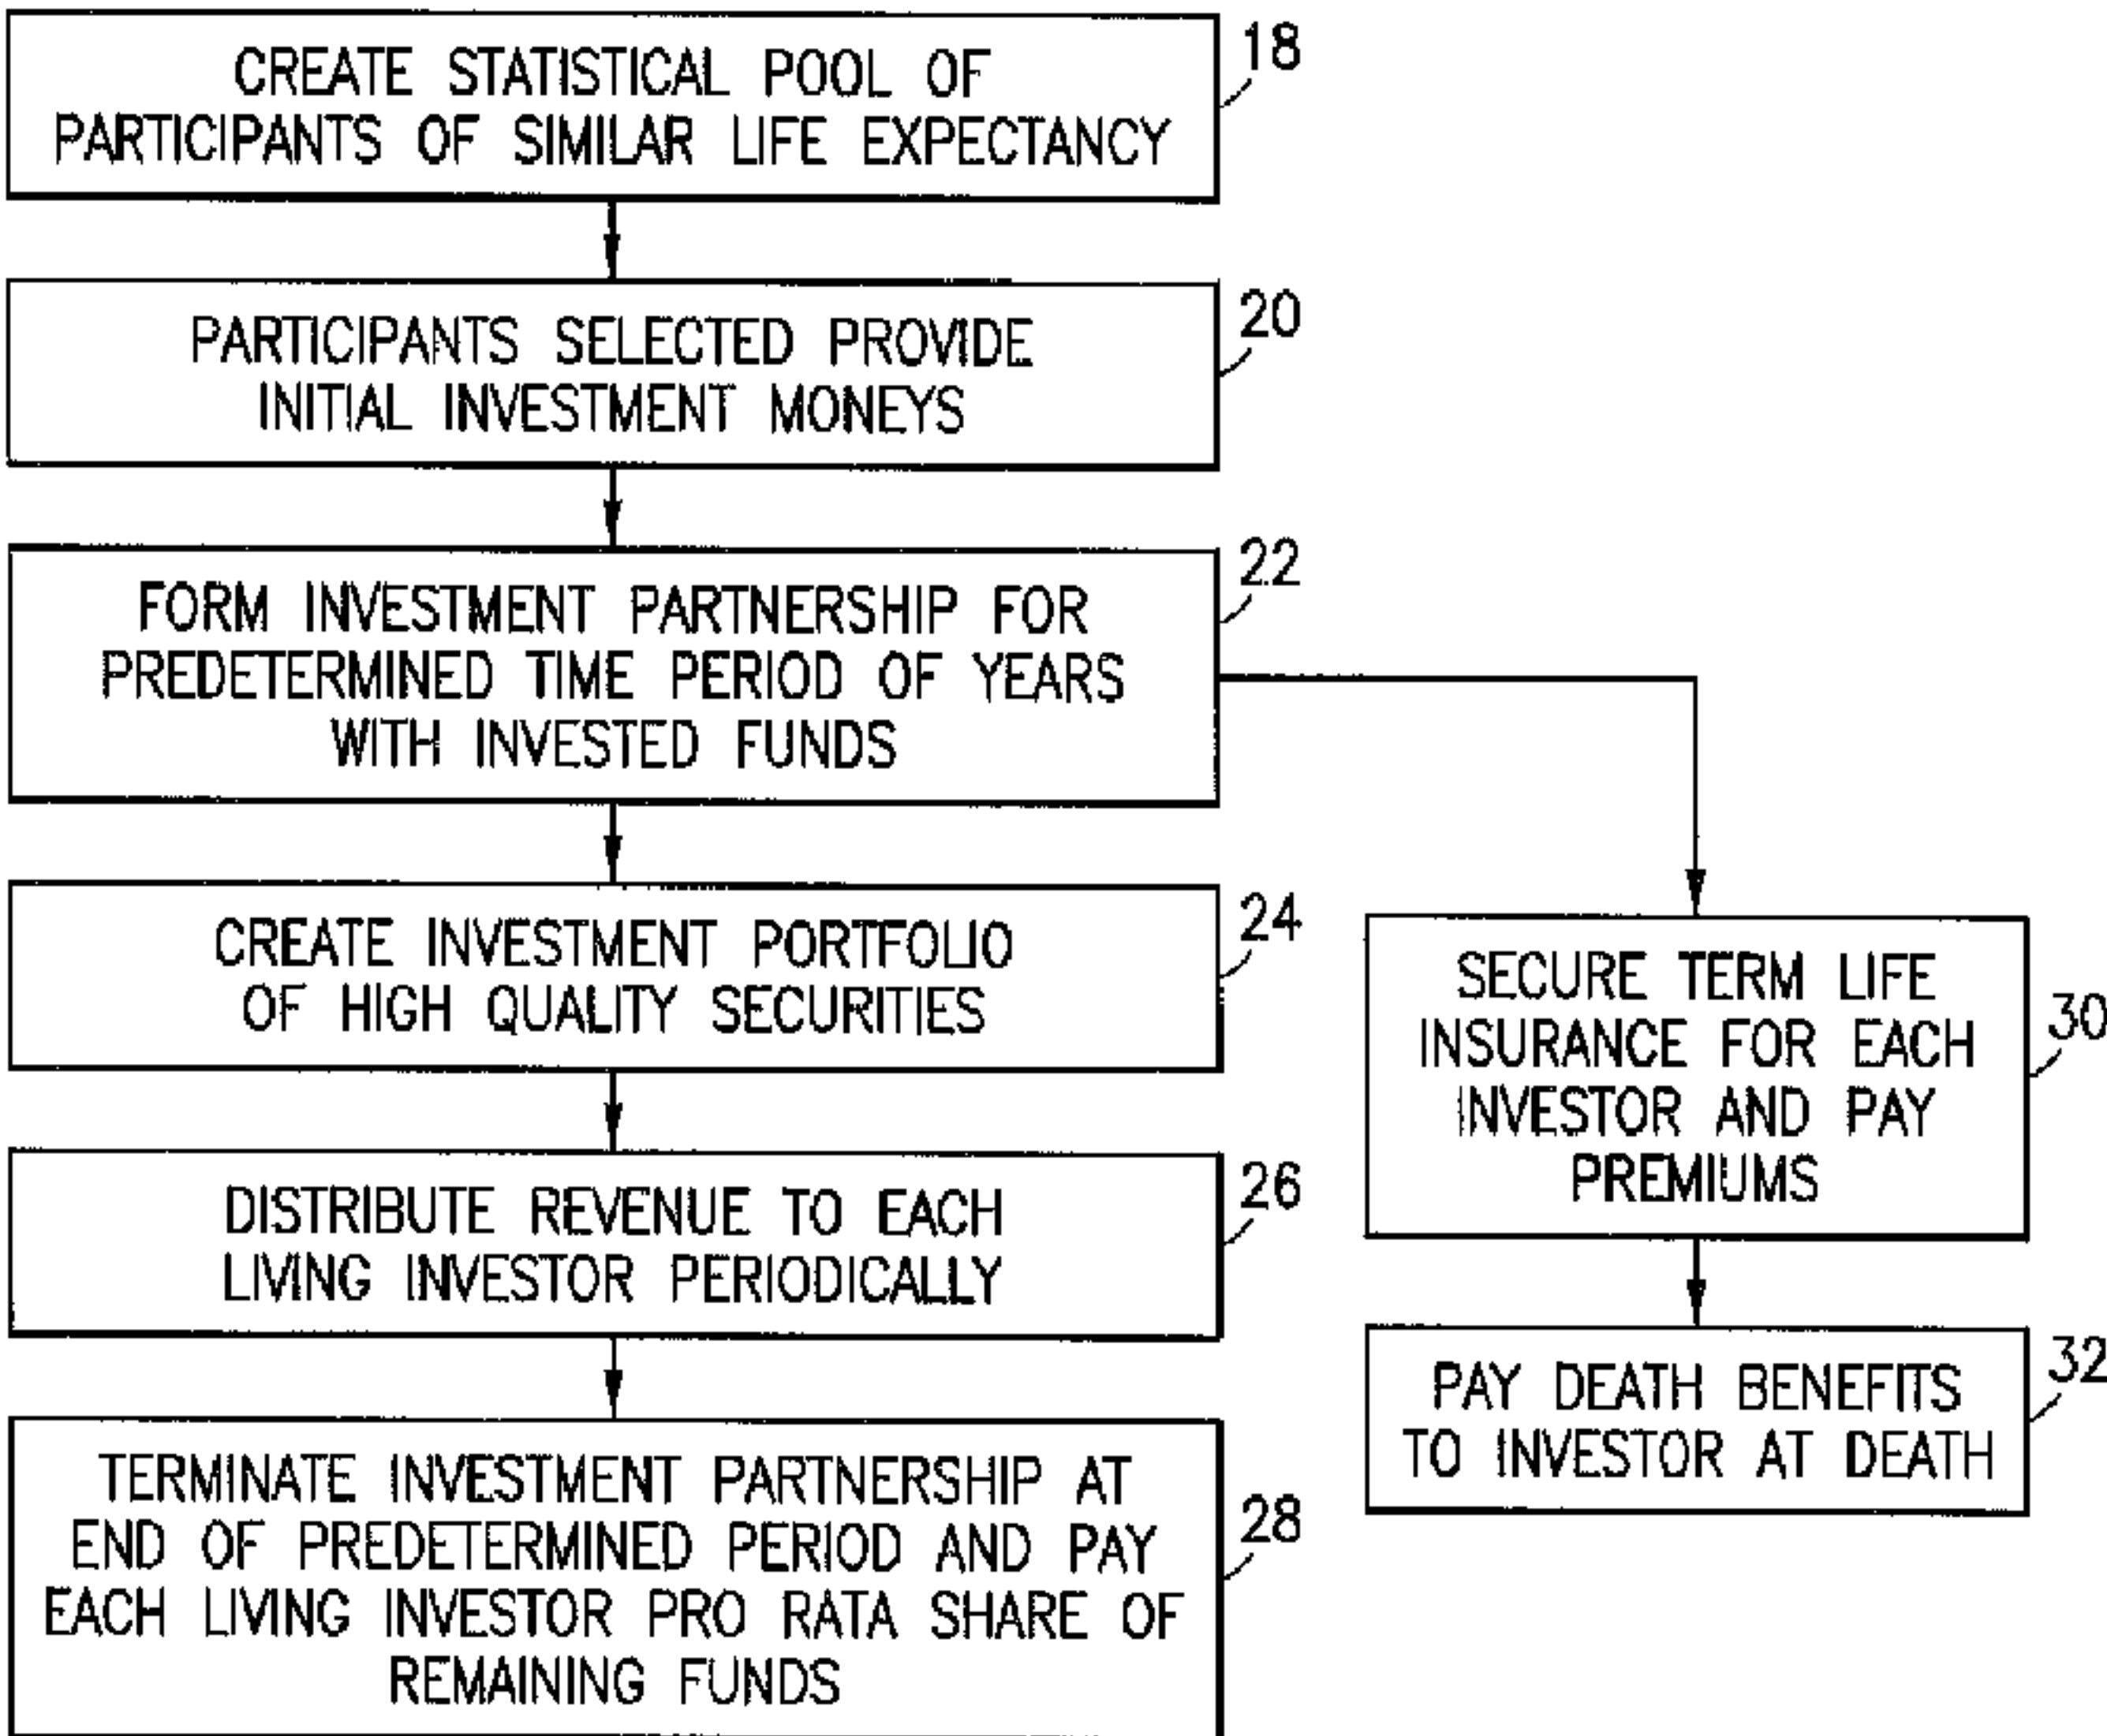 CREATE STATISTICAL POOL OF
PARTICIPANTS OF SIMILAR LIFE EXPECTANCY
18
PARTICIPANTS SELECTED PROVIDE
INITIAL INVESTMENT MONEYS
20
FORM INVESTMENT PARTNERSHIP FOR
PREDETERMINED TIME PERIOD OF YEARS
WITH INVESTED FUNDS
22
CREATE INVESTMENT PORTFOLIO
OF HIGH QUALITY SECURITIES
24
DISTRIBUTE REVENUE TO EACH
LIVING INVESTOR PERIODICALLY
26
TERMINATE INVESTMENT PARTNERSHIP AT
END OF PREDETERMINED PERIOD AND PAY
EACH LIVING INVESTOR PRO RATA SHARE OF
REMAINING FUNDS
28
SECURE TERM LIFE
INSURANCE FOR EACH
INVESTOR AND PAY
PREMIUMS
30
PAY DEATH BENEFITS
TO INVESTOR AT DEATH
32